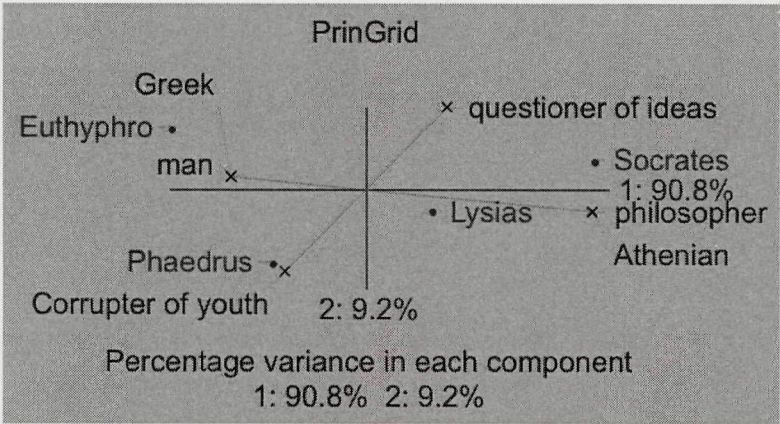 PrinGrid
Greek
questioner of ideas
Euthyphro
man
Socrates
1: 90.8%
Lysias
philosopher
Athenian
Phaedrus
Corrupter of youth
2: 9.2%
Percentage variance in each component
1: 90.8% 2: 9.2%